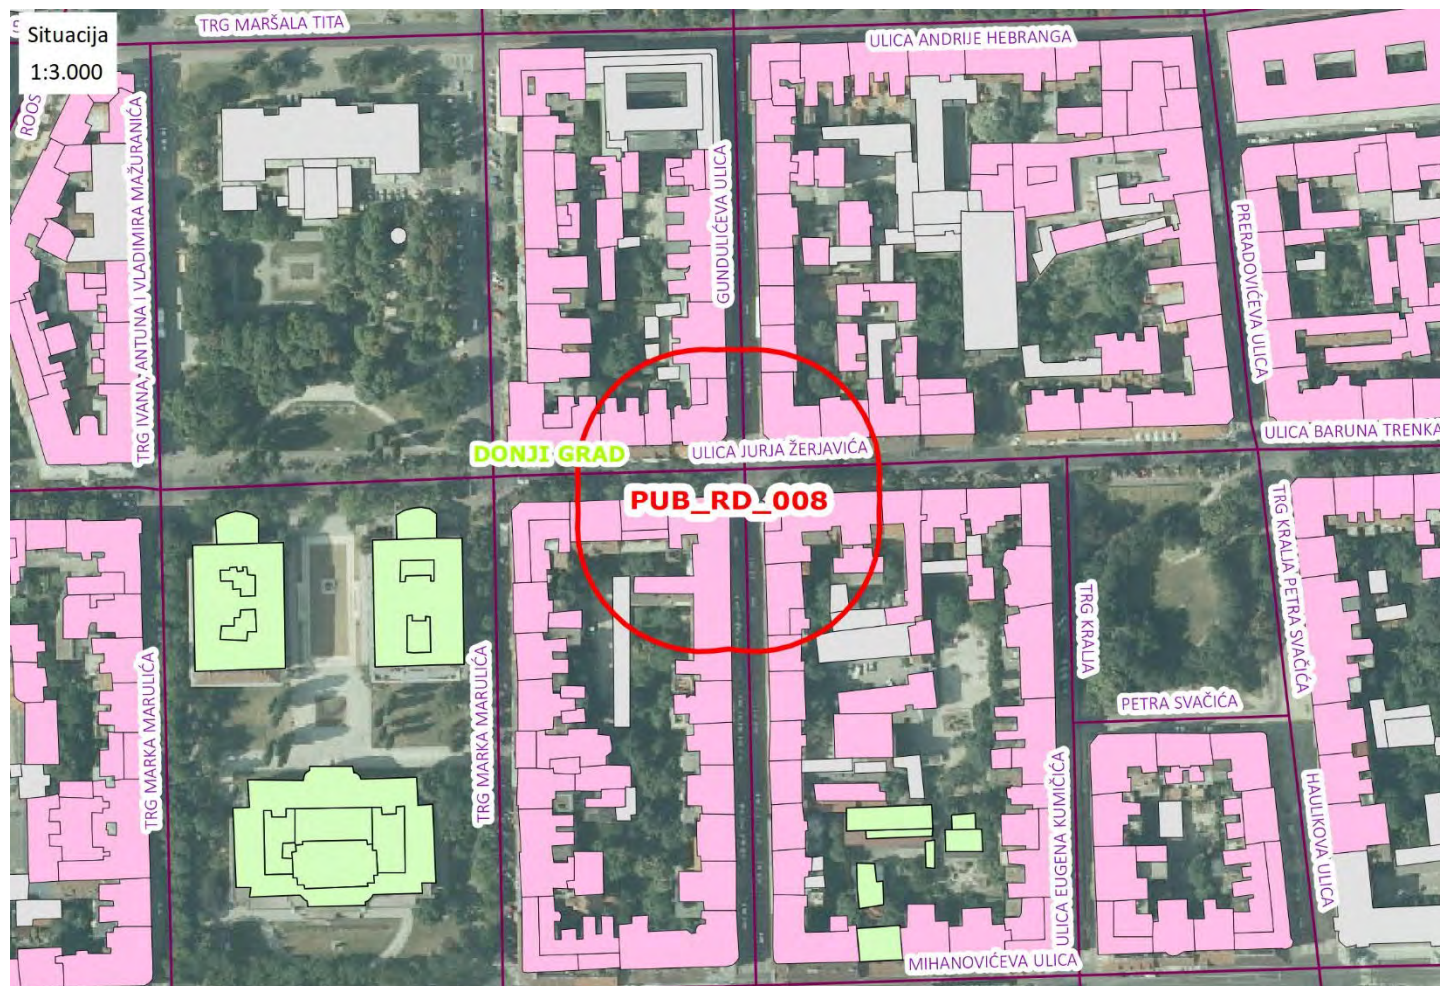 Situacija
1:3.000
TRG MARŠALA TITA
ULICA ANDRIJE HEBRANGA
ROOS
TRG IVANA, ANTUNA I VLADIMIRA MAŽURANIĆA
GUNDULIĆEVA ULICA
PRERADOVIĆEVA ULICA
DONJI GRAD
ULICA JURJA ŽERJAVIĆA
ULICA BARUNA TRENKA
PUB_RD_008
TRG KRALJA PETRA SVAČIĆA
TRG KRALJA
PETRA SVAČIĆA
TRG MARKA MARULIĆA
TRG MARKA MARULIĆA
ULICA EUGENA KUMIČIĆA
HAULIKOVA ULICA
MIHANOVIĆEVA ULICA